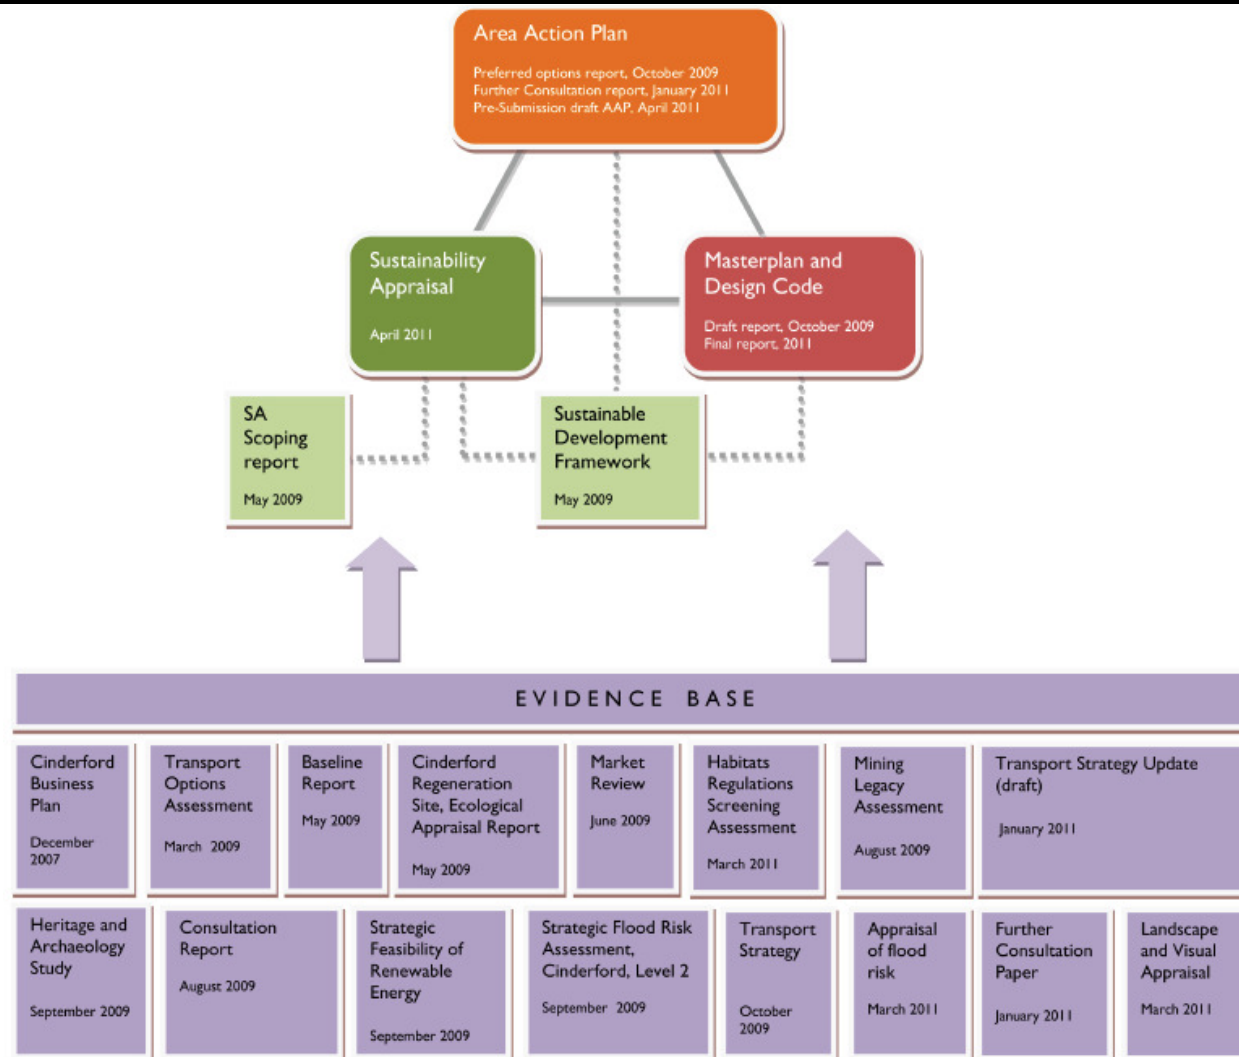 Area Action Plan
Preferred options report, October 2009
Further Consultation report, January 2011
Pre-Submission draft AAP, April 2011
Sustainability
Appraisal
April 2011
Masterplan and
Design Code
Draft report, October 2009
Final report, 2011
SA
Scoping
report
May 2009
Sustainable
Development
Framework
May 2009
EVIDENCE BASE
Cinderford
Business
Plan
December
2007
Transport
Options
Assessment
March 2009
Baseline
Report
May 2009
Cinderford
Regeneration
Site, Ecological
Appraisal Report
May 2009
Market
Review
June 2009
Habitats
Regulations
Screening
Assessment
March 2011
Mining
Legacy
Assessment
August 2009
Transport Strategy Update
(draft)
January 2011
Heritage and
Archaeology
Study
September 2009
Consultation
Report
August 2009
Strategic
Feasibility of
Renewable
Energy
September 2009
Strategic Flood Risk
Assessment,
Cinderford, Level 2
September 2009
Transport
Strategy
October
2009
Appraisal
of flood
risk
March 2011
Further
Consultation
Paper
January 2011
Landscape
and Visual
Appraisal
March 2011